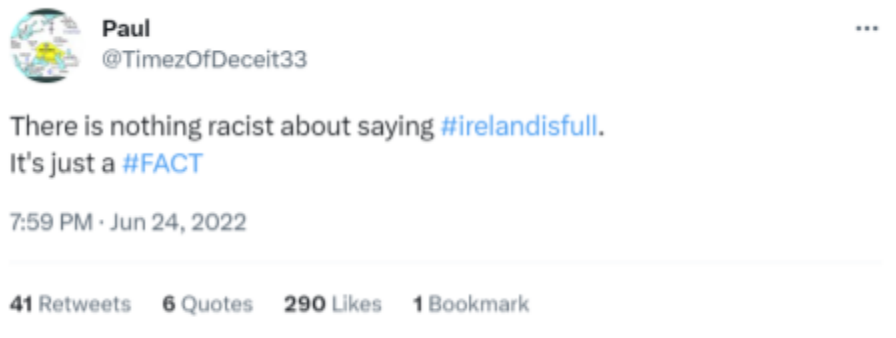 Paul
@TimezOfDeceit33
There is nothing racist about saying #irelandisfull.
It's just a #FACT
7:59 PM · Jun 24, 2022
41 Retweets 6 Quotes 290 Likes 1 Bookmark